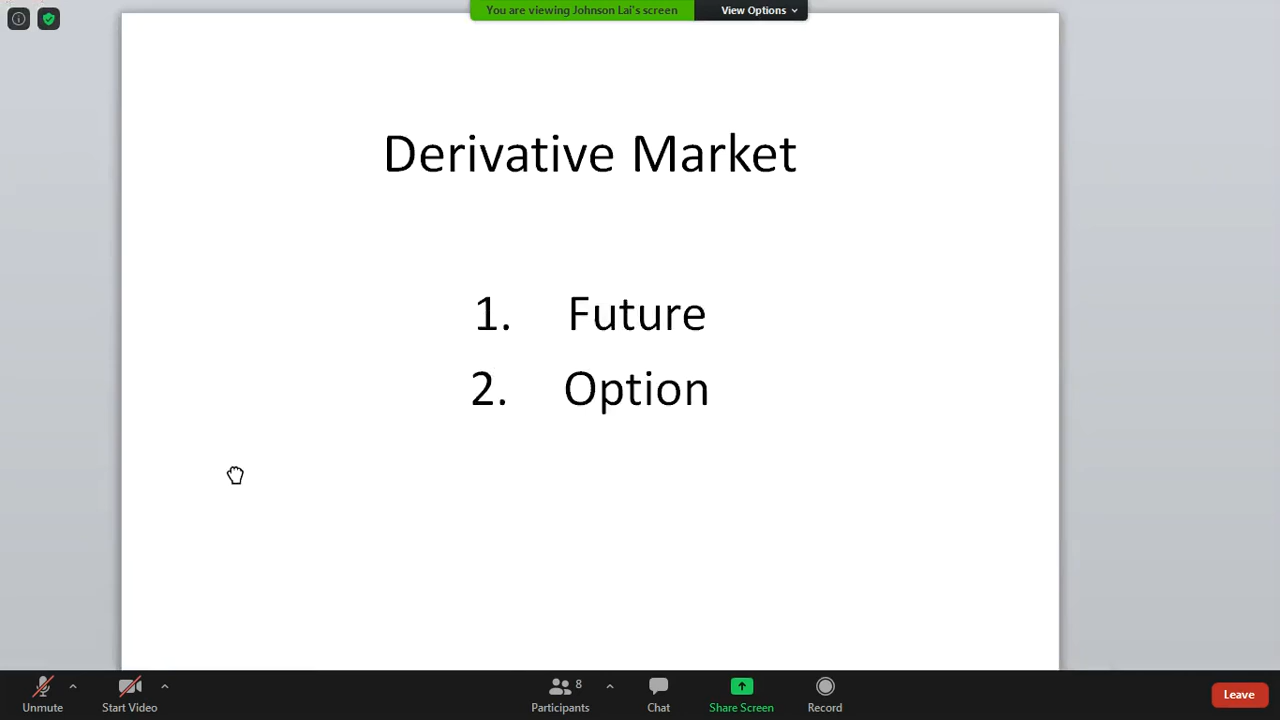 You are viewing Johnson Lai's screen
View Options
Derivative Market
1. Future
2. Option
Unmute
Start Video
8
Participants
Chat
Share Screen
Record
Leave